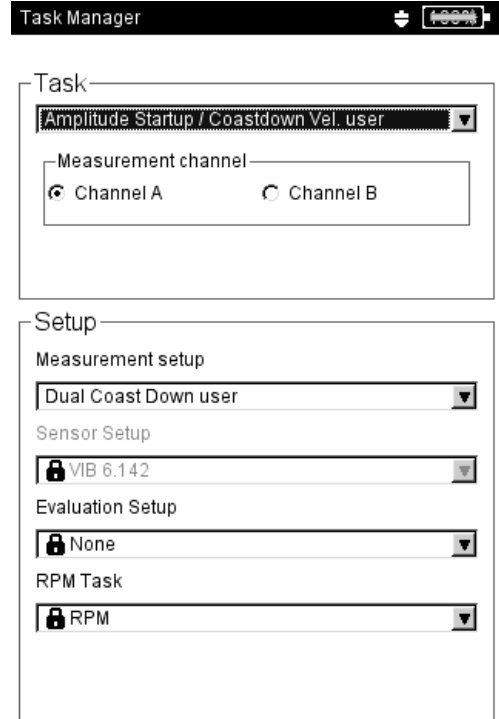 Task Manager 100%
Task
Amplitude Startup / Coastdown Vel. user
Measurement channel
Channel A Channel B
Setup
Measurement setup
Dual Coast Down user
Sensor Setup
VIB 6.142
Evaluation Setup
None
RPM Task
RPM